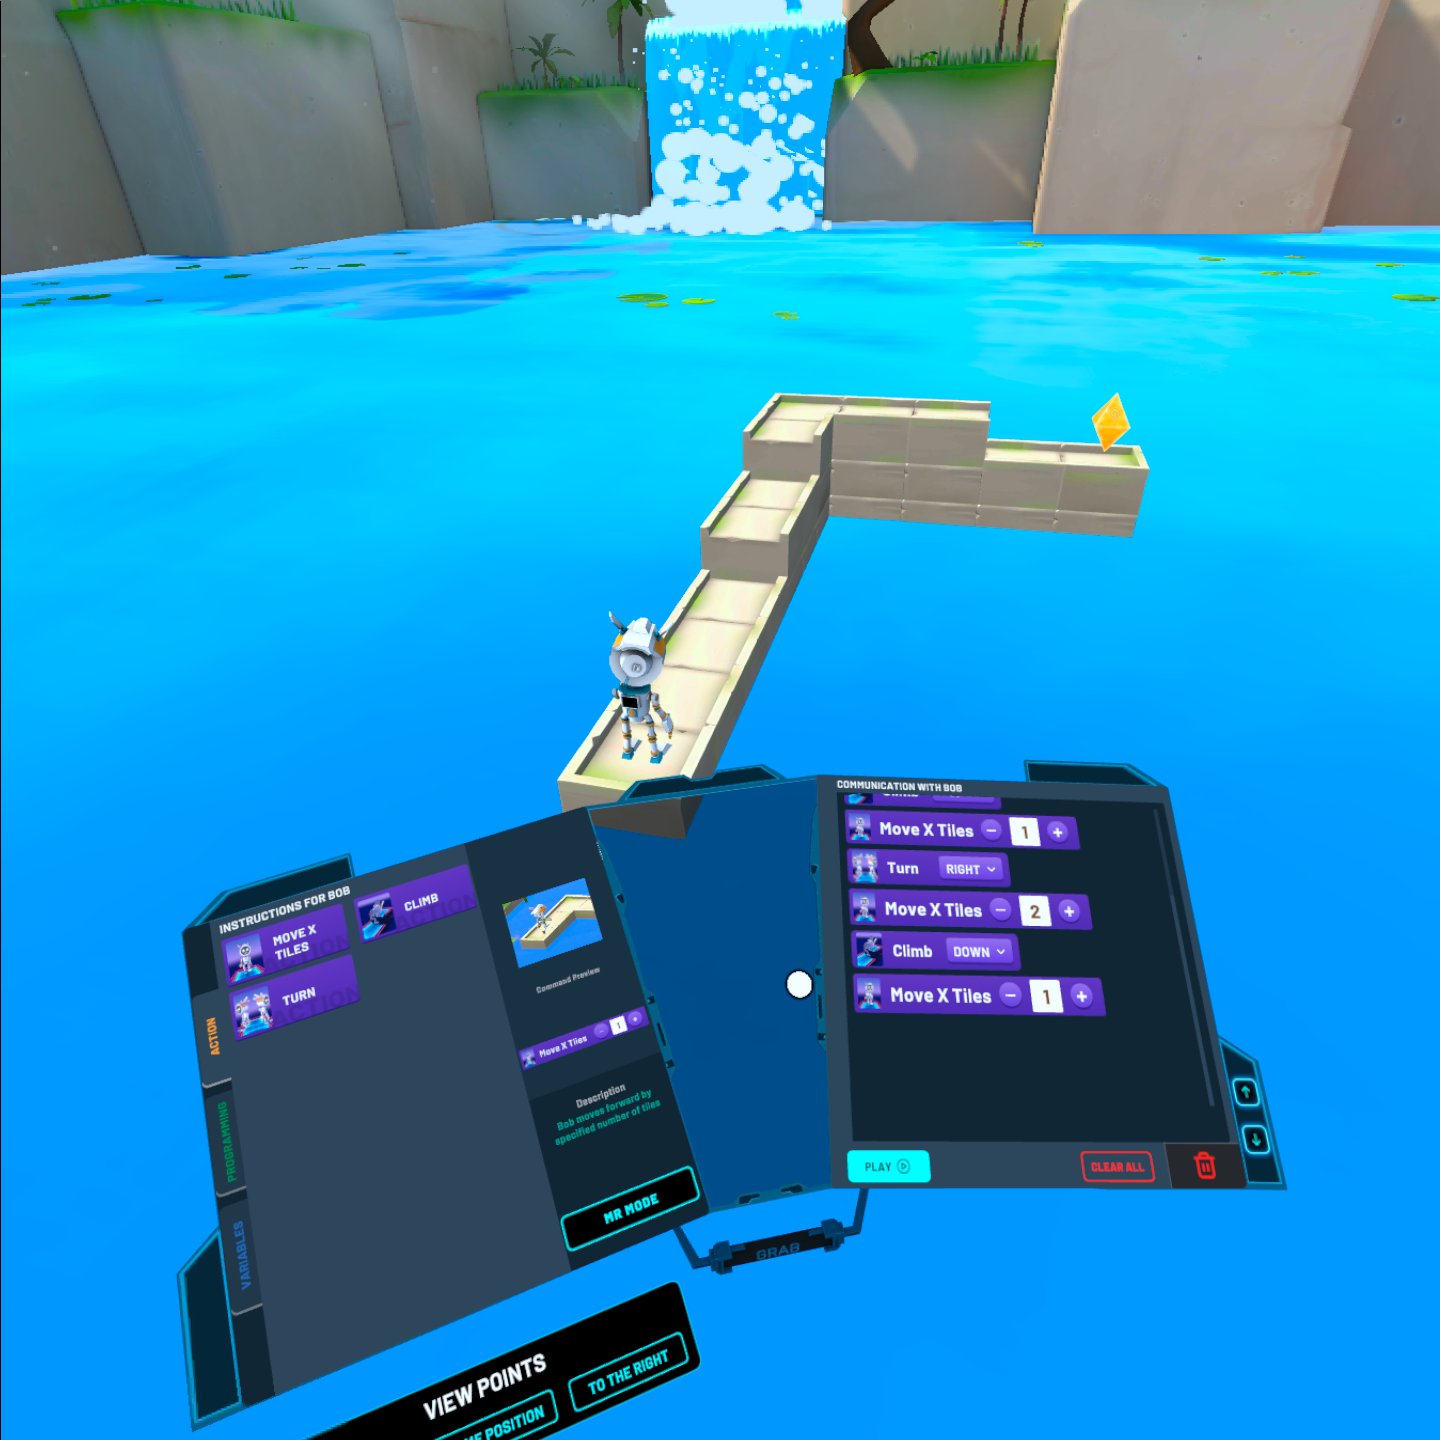 INSTRUCTIONS FOR BOB
MOVE X
TILES
CLIMB
TURN
ACTION
PROGRAMMING
VARIABLES
Command Preview
Move X Tiles
1
Description
Bob moves forward by
specified number of tiles
MR MODE
COMMUNICATION WITH BOB
Move X Tiles
1
Turn RIGHT
Move X Tiles
2
Climb DOWN
Move X Tiles
1
PLAY
CLEAR ALL
GRAB
VIEW POINTS
POSITION
TO THE RIGHT